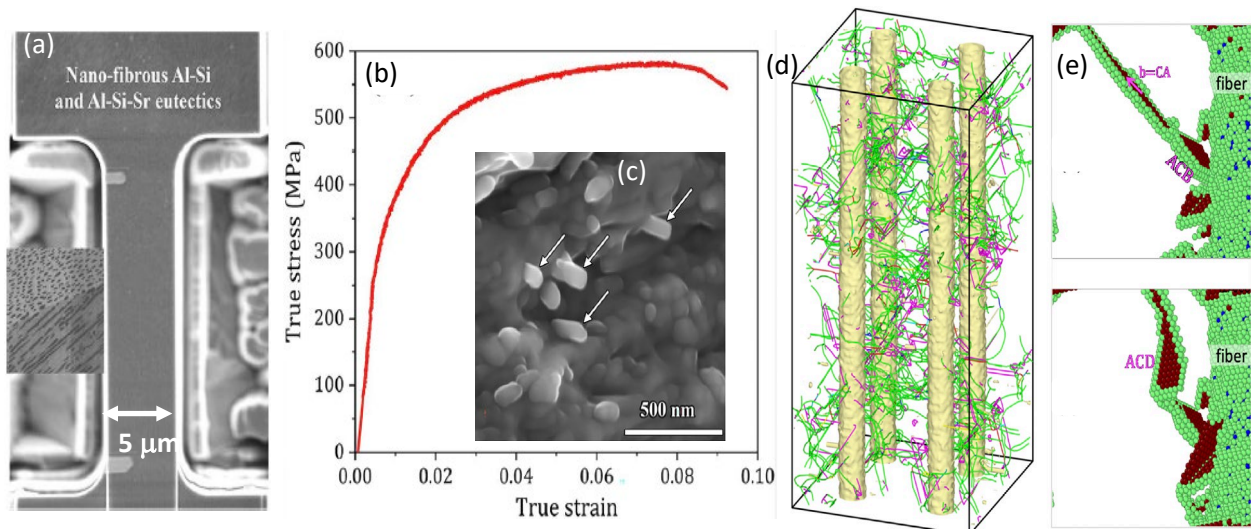 (a)
Nano-fibrous Al-Si
and Al-Si-Sr eutectics
5 μm
(b)
600
500
400
300
200
100
0
True stress (MPa)
0.00
0.02
0.04
0.06
0.08
0.10
True strain
(c)
500 nm
(d)
(e)
b=CA
ACB
fiber
ACD
fiber